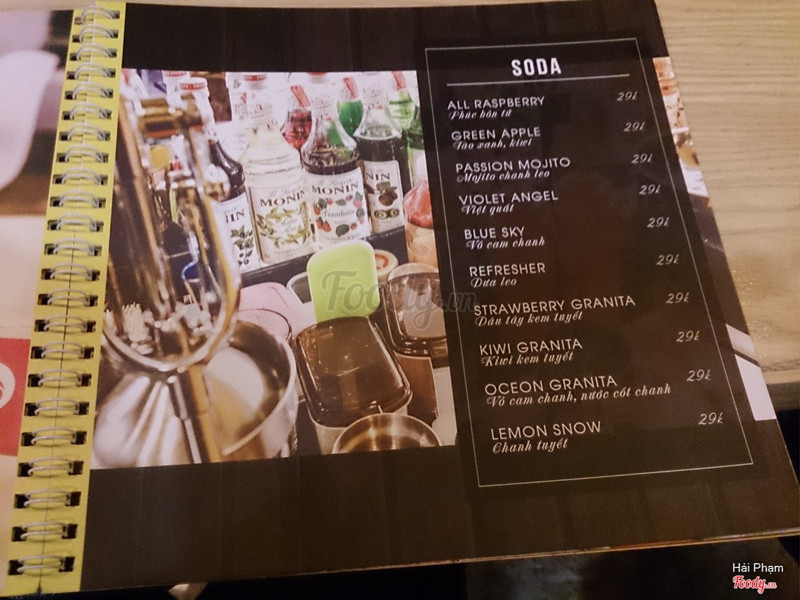 SODA
ALL RASPBERRY 29k
Phúc bồn tử
GREEN APPLE 29k
Táo xanh, kiwi
PASSION MOJITO 29k
Mojito chanh leo
VIOLET ANGEL 29k
Việt quất
BLUE SKY 29k
Vỏ cam chanh
REFRESHER 29k
Dưa leo
STRAWBERRY GRANITA 29k
Dâu tây kem tuyết
KIWI GRANITA 29k
Kiwi kem tuyết
OCEON GRANITA 29k
Vỏ cam chanh, nước cốt chanh
LEMON SNOW 29k
Chanh tuyết
MONIN
MONIN
MONIN
Foody.vn
Hải Phạm
Foody.vn